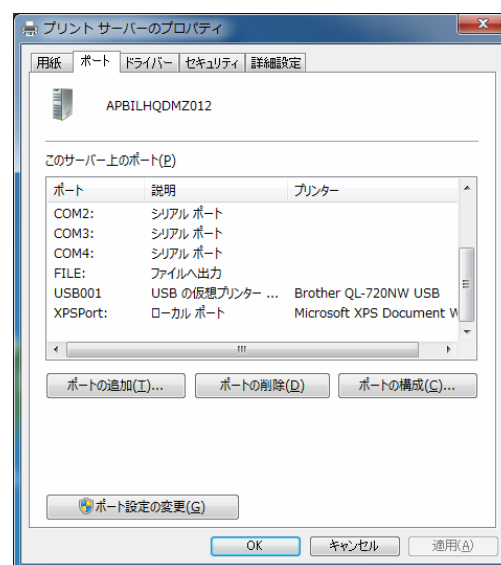 プリント サーバーのプロパティ
用紙 ポート ドライバー セキュリティ 詳細設定
APBILHQDMZ012
このサーバー上のポート(P)
ポート 説明 プリンター
COM2: シリアル ポート
COM3: シリアル ポート
COM4: シリアル ポート
FILE: ファイルへ出力
USB001 USB の仮想プリンター ... Brother QL-720NW USB
XPSPort: ローカル ポート Microsoft XPS Document W
ポートの追加(T)... ポートの削除(D) ポートの構成(C)...
ポート設定の変更(G)
OK キャンセル 適用(A)